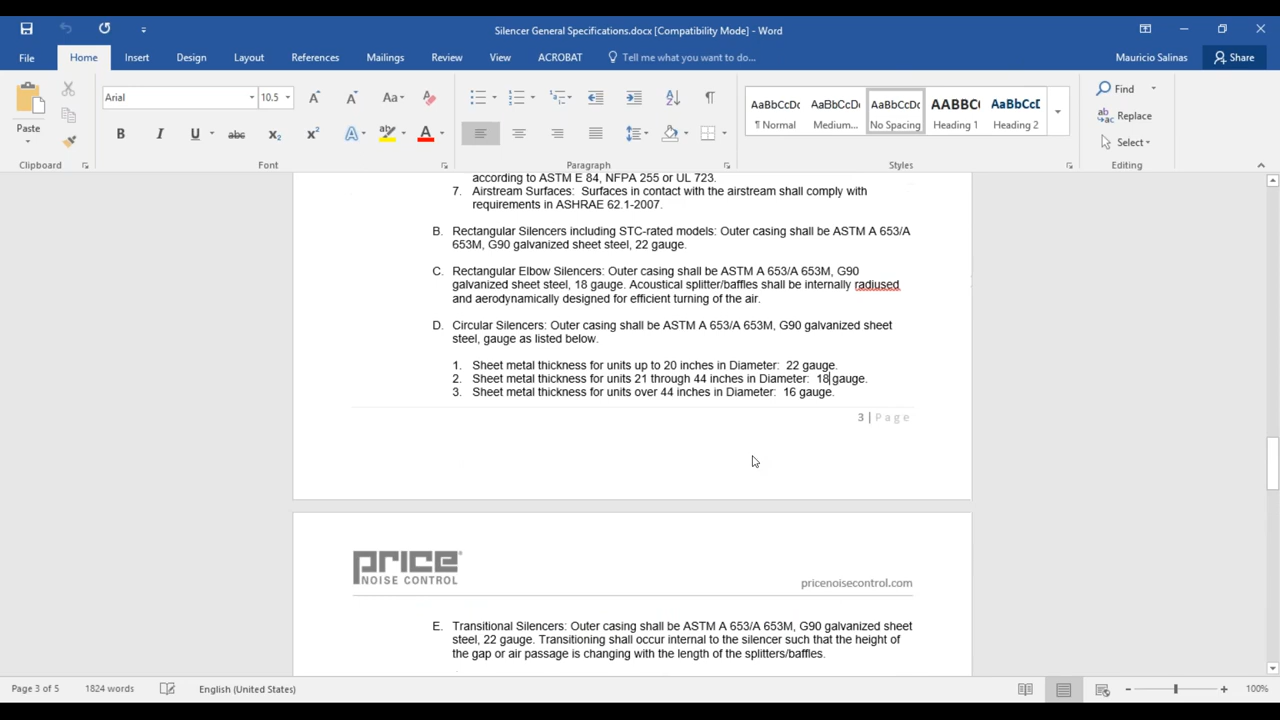 Silencer General Specifications.docx [Compatibility Mode] - Word
File Home Insert Design Layout References Mailings Review View ACROBAT Tell me what you want to do... Mauricio Salinas Share
Arial 10.5 A A Aa
Paste
B I U abc X2 X2 A A
AaBbCcDc AaBbCcDc AaBbCcDc AABBC AaBbCcD
¶ Normal Medium... No Spacing Heading 1 Heading 2
Find
Replace
Select
Clipboard Font Paragraph Styles Editing
according to ASTM E 84, NFPA 255 or UL 723.
7. Airstream Surfaces: Surfaces in contact with the airstream shall comply with
requirements in ASHRAE 62.1-2007.
B. Rectangular Silencers including STC-rated models: Outer casing shall be ASTM A 653/A
653M, G90 galvanized sheet steel, 22 gauge.
C. Rectangular Elbow Silencers: Outer casing shall be ASTM A 653/A 653M, G90
galvanized sheet steel, 18 gauge. Acoustical splitter/baffles shall be internally radiused
and aerodynamically designed for efficient turning of the air.
D. Circular Silencers: Outer casing shall be ASTM A 653/A 653M, G90 galvanized sheet
steel, gauge as listed below.
1. Sheet metal thickness for units up to 20 inches in Diameter: 22 gauge.
2. Sheet metal thickness for units 21 through 44 inches in Diameter: 18 gauge.
3. Sheet metal thickness for units over 44 inches in Diameter: 16 gauge.
3 | Page
price
NOISE CONTROL
pricenoisecontrol.com
E. Transitional Silencers: Outer casing shall be ASTM A 653/A 653M, G90 galvanized sheet
steel, 22 gauge. Transitioning shall occur internal to the silencer such that the height of
the gap or air passage is changing with the length of the splitters/baffles.
Page 3 of 5 1824 words English (United States) 100%